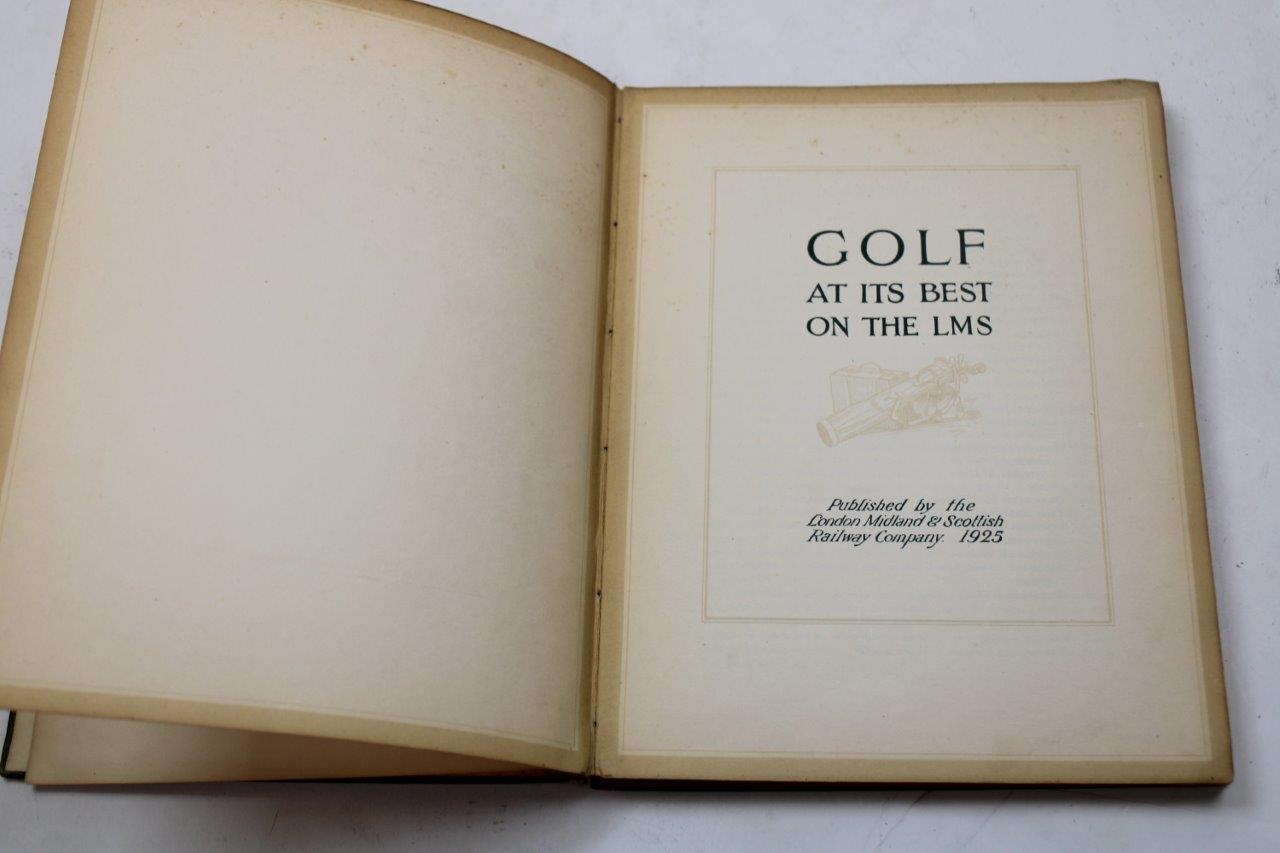 GOLF
AT ITS BEST
ON THE LMS
Published by the
London Midland & Scottish
Railway Company. 1925